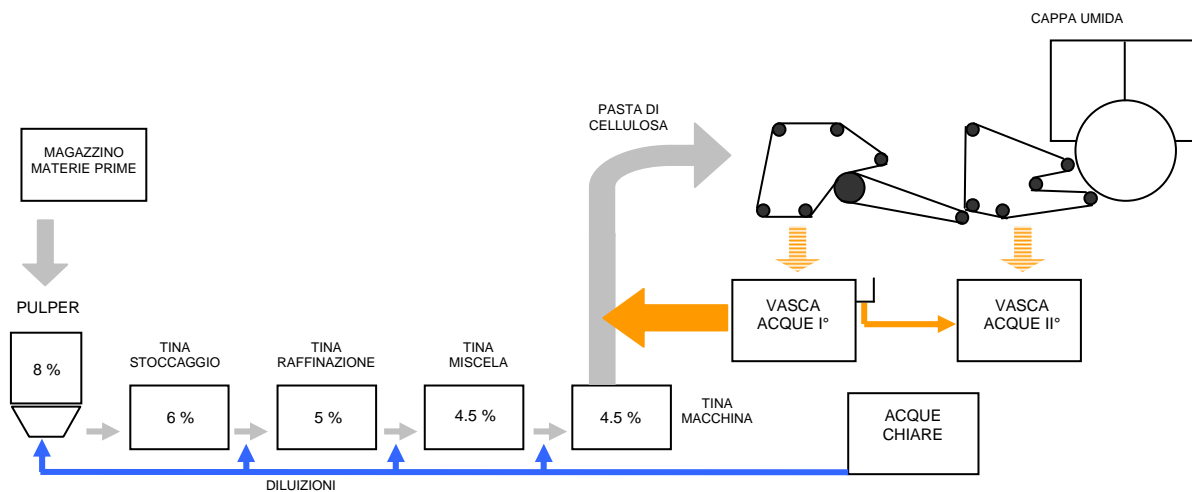 CAPPA UMIDA
PASTA DI
CELLULOSA
MAGAZZINO
MATERIE PRIME
PULPER
8 %
TINA
STOCCAGGIO
6 %
TINA
RAFFINAZIONE
5 %
TINA
MISCELA
4.5 %
4.5 %
TINA
MACCHINA
VASCA
ACQUE I°
VASCA
ACQUE II°
ACQUE
CHIARE
DILUIZIONI